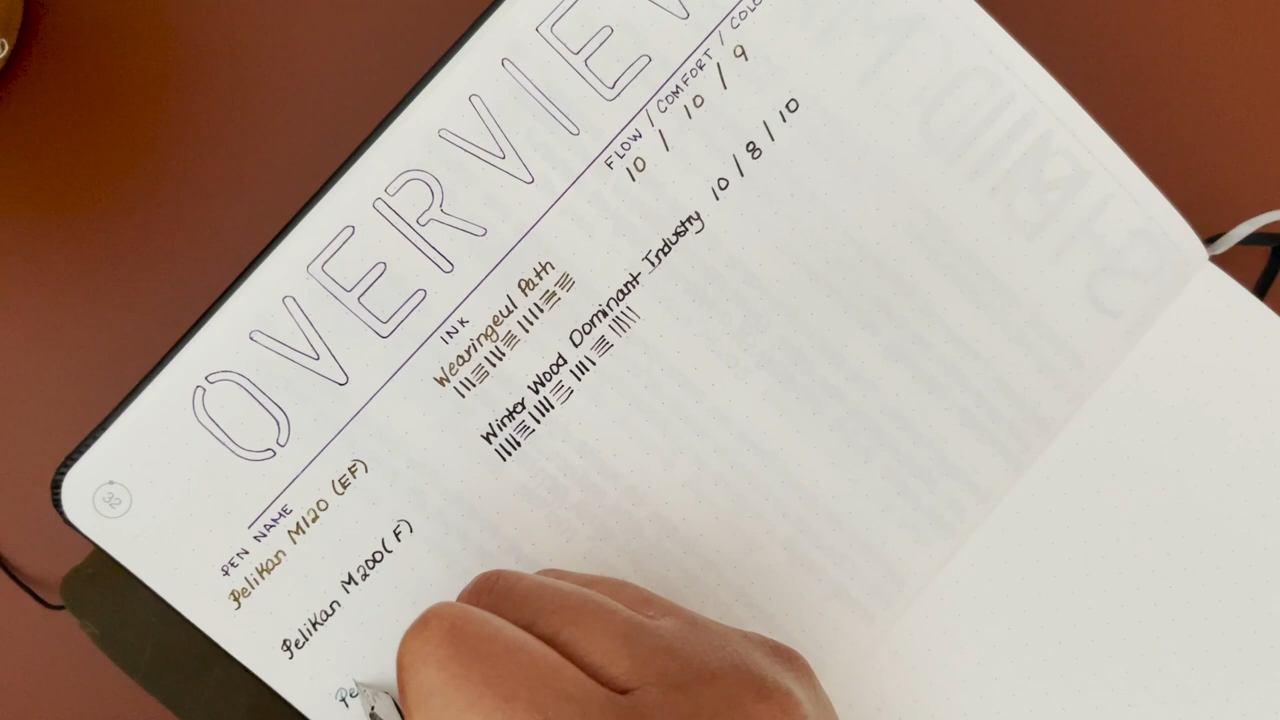 32
OVERVIEW
PEN NAME INK FLOW / COMFORT / COLO
Pelikan M120 (EF) Wearingeul Path 10 / 10 / 9
Pelikan M200 (F) Winter Wood Dominant Industry 10 / 8 / 10
Pe